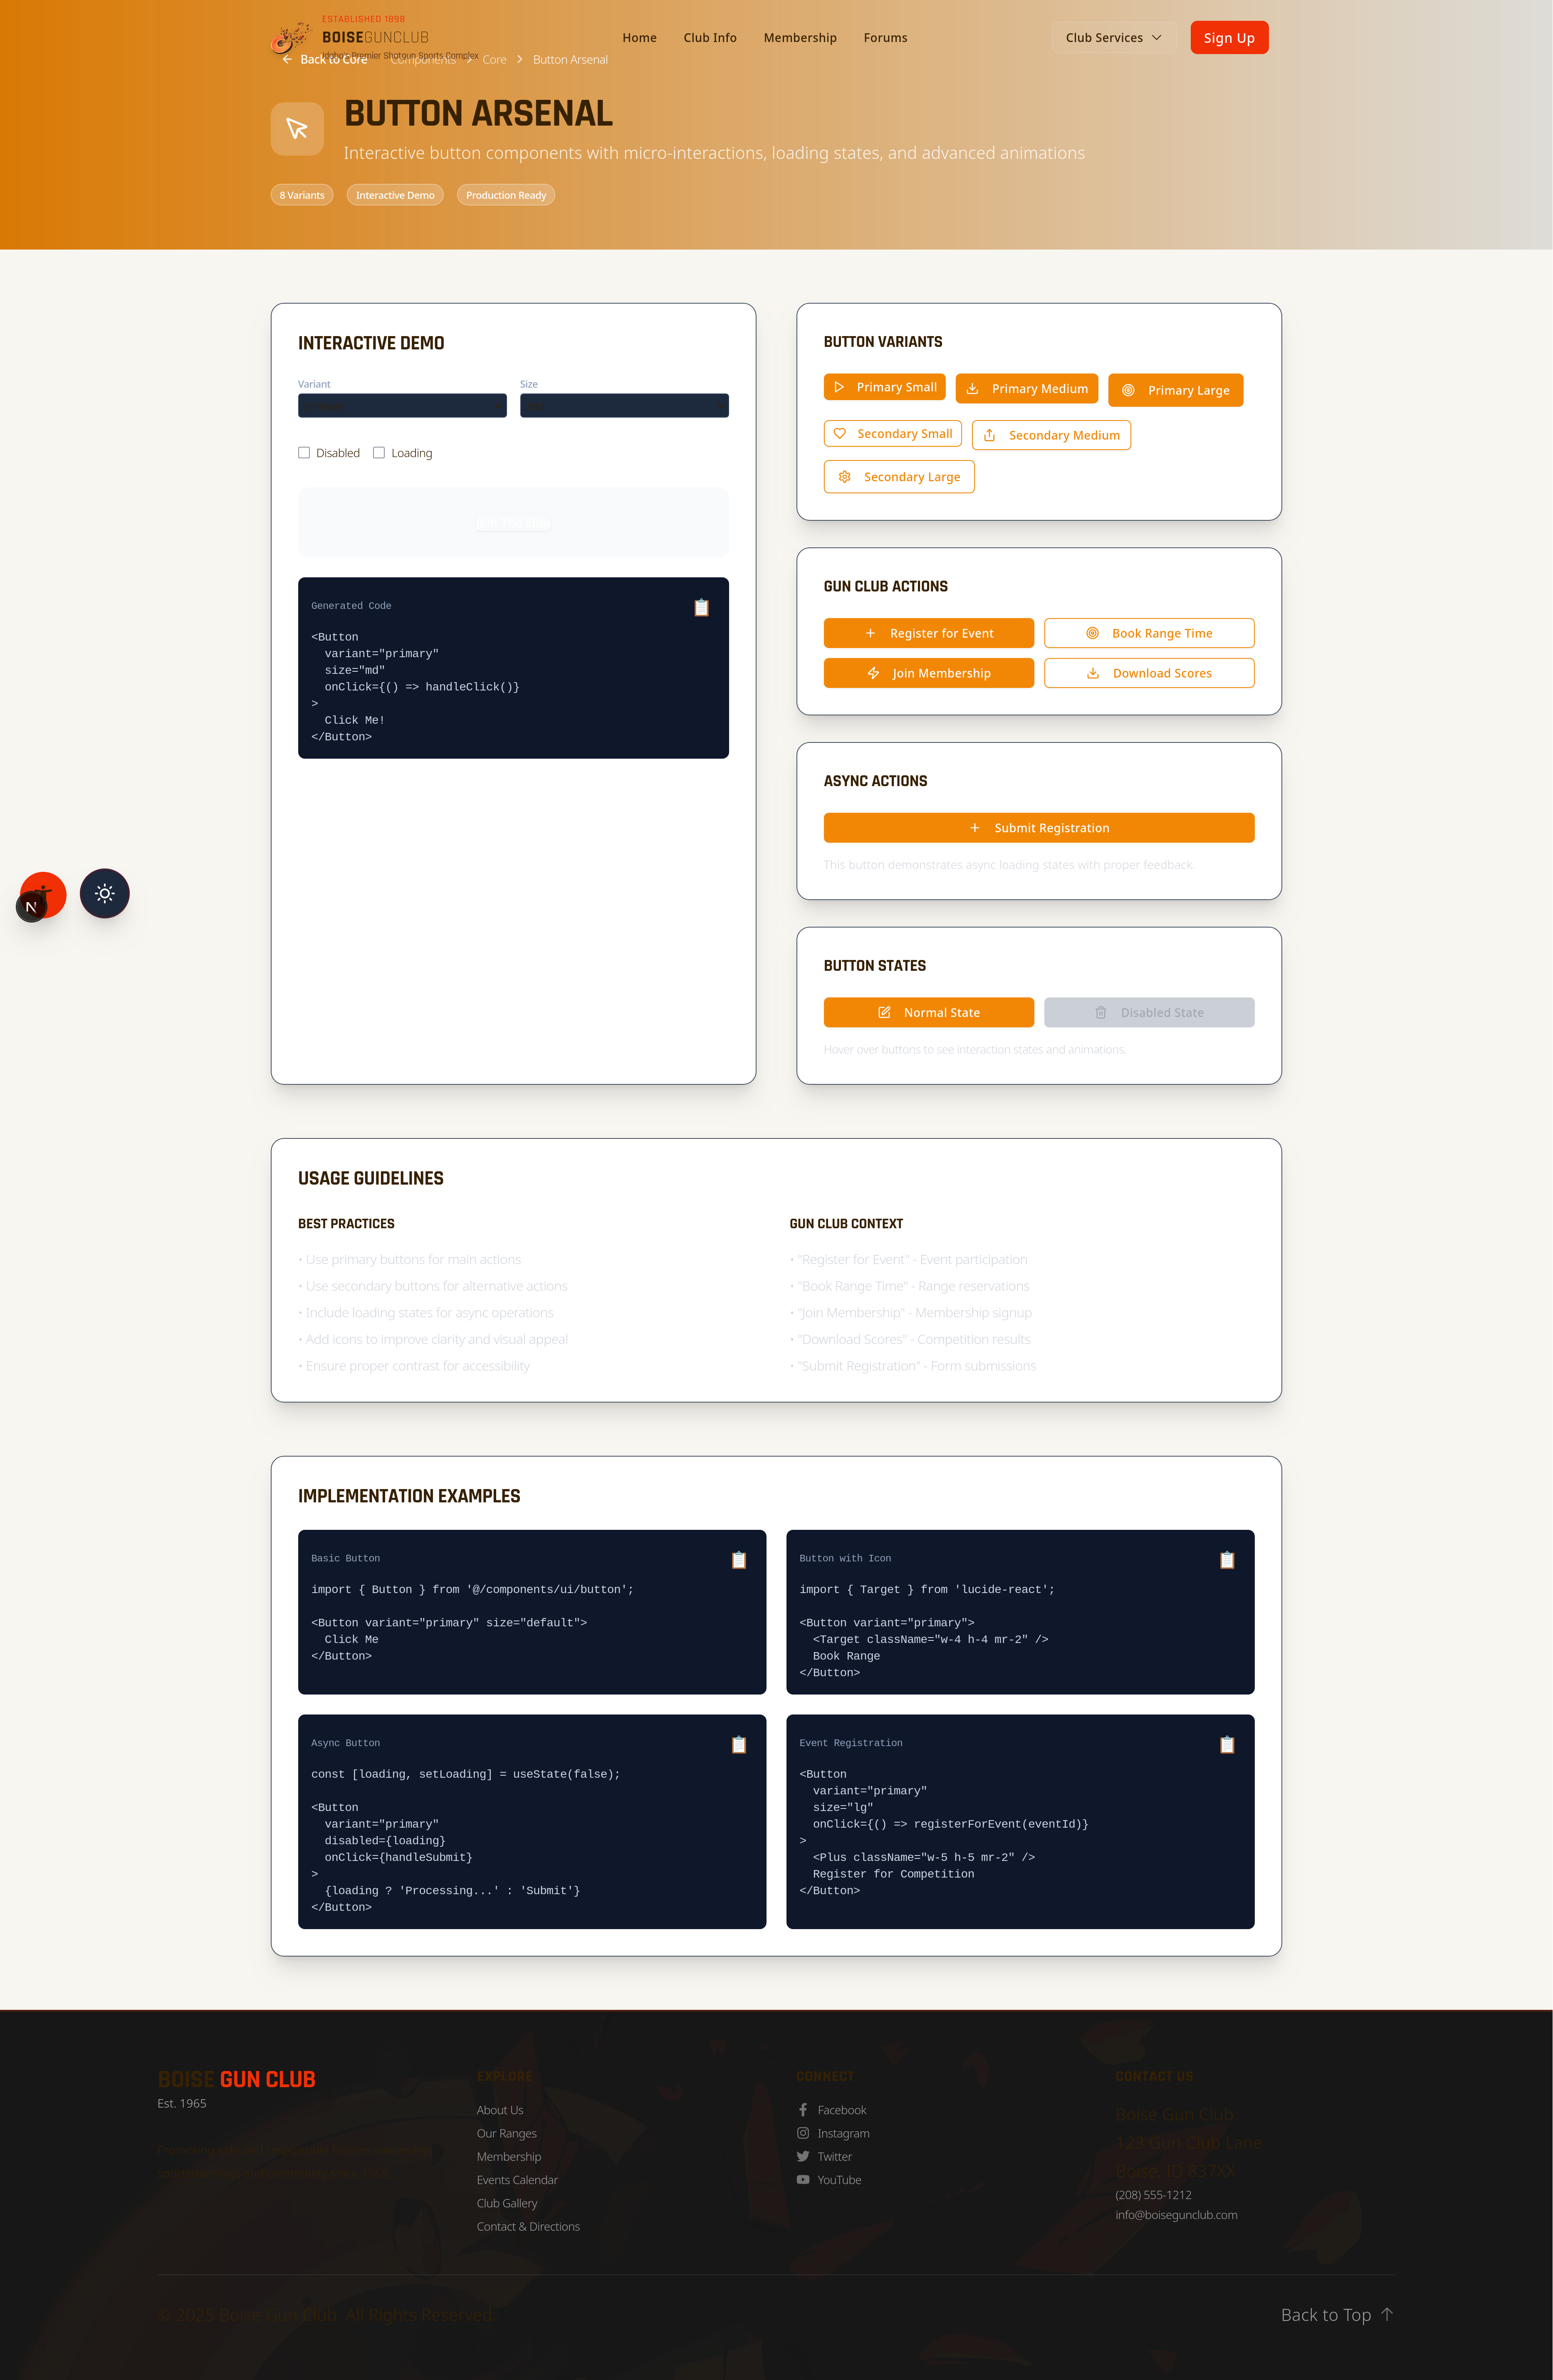 ESTABLISHED 1898
BOISEGUNCLUB
Idaho's Premier Shotgun Sports Complex
Home
Club Info
Membership
Forums
Club Services
Sign Up
Back to Core
Components
Core
Button Arsenal
BUTTON ARSENAL
Interactive button components with micro-interactions, loading states, and advanced animations
8 Variants
Interactive Demo
Production Ready
INTERACTIVE DEMO
Variant
Size
Disabled
Loading
Generated Code
📋
<Button
variant="primary"
size="md"
onClick={() => handleClick()}
>
Click Me!
</Button>
BUTTON VARIANTS
Primary Small
Primary Medium
Primary Large
Secondary Small
Secondary Medium
Secondary Large
GUN CLUB ACTIONS
Register for Event
Book Range Time
Join Membership
Download Scores
ASYNC ACTIONS
Submit Registration
This button demonstrates async loading states with proper feedback.
BUTTON STATES
Normal State
Disabled State
Hover over buttons to see interaction states and animations.
N
USAGE GUIDELINES
BEST PRACTICES
• Use primary buttons for main actions
• Use secondary buttons for alternative actions
• Include loading states for async operations
• Add icons to improve clarity and visual appeal
• Ensure proper contrast for accessibility
GUN CLUB CONTEXT
• "Register for Event" - Event participation
• "Book Range Time" - Range reservations
• "Join Membership" - Membership signup
• "Download Scores" - Competition results
• "Submit Registration" - Form submissions
IMPLEMENTATION EXAMPLES
Basic Button
📋
import { Button } from '@/components/ui/button';
<Button variant="primary" size="default">
Click Me
</Button>
Button with Icon
📋
import { Target } from 'lucide-react';
<Button variant="primary">
<Target className="w-4 h-4 mr-2" />
Book Range
</Button>
Async Button
📋
const [loading, setLoading] = useState(false);
<Button
variant="primary"
disabled={loading}
onClick={handleSubmit}
>
{loading ? 'Processing...' : 'Submit'}
</Button>
Event Registration
📋
<Button
variant="primary"
size="lg"
onClick={() => registerForEvent(eventId)}
>
<Plus className="w-5 h-5 mr-2" />
Register for Competition
</Button>
BOISE GUN CLUB
Est. 1965
EXPLORE
About Us
Our Ranges
Membership
Events Calendar
Club Gallery
Contact & Directions
CONNECT
Facebook
Instagram
Twitter
YouTube
CONTACT US
Boise Gun Club
123 Gun Club Lane
Boise, ID 837XX
(208) 555-1212
info@boisegunclub.com
© 2025 Boise Gun Club. All Rights Reserved.
Back to Top